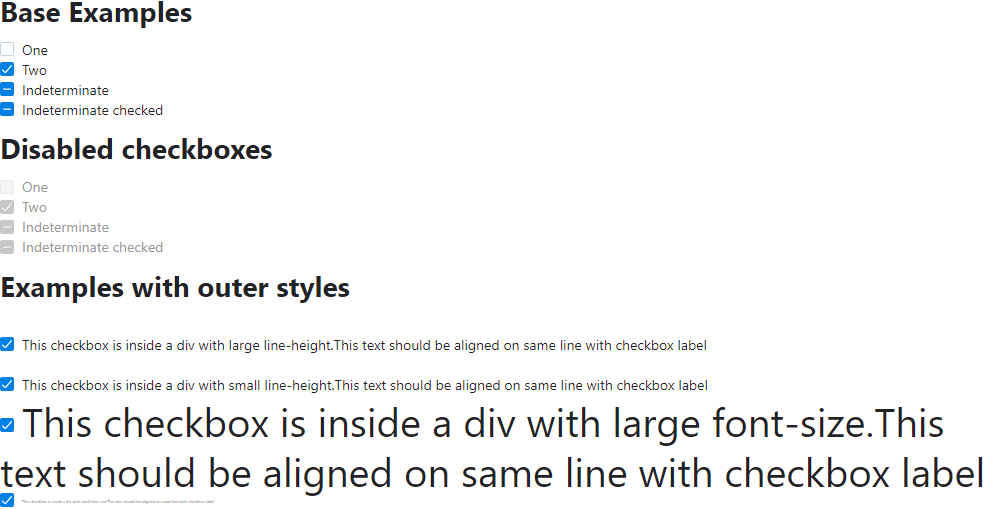 Base Examples
One
Two
Indeterminate
Indeterminate checked
Disabled checkboxes
One
Two
Indeterminate
Indeterminate checked
Examples with outer styles
This checkbox is inside a div with large line-height.This text should be aligned on same line with checkbox label
This checkbox is inside a div with small line-height.This text should be aligned on same line with checkbox label
This checkbox is inside a div with large font-size.This
text should be aligned on same line with checkbox label
This checkbox is inside a div with small font-size.This text should be aligned on same line with checkbox label